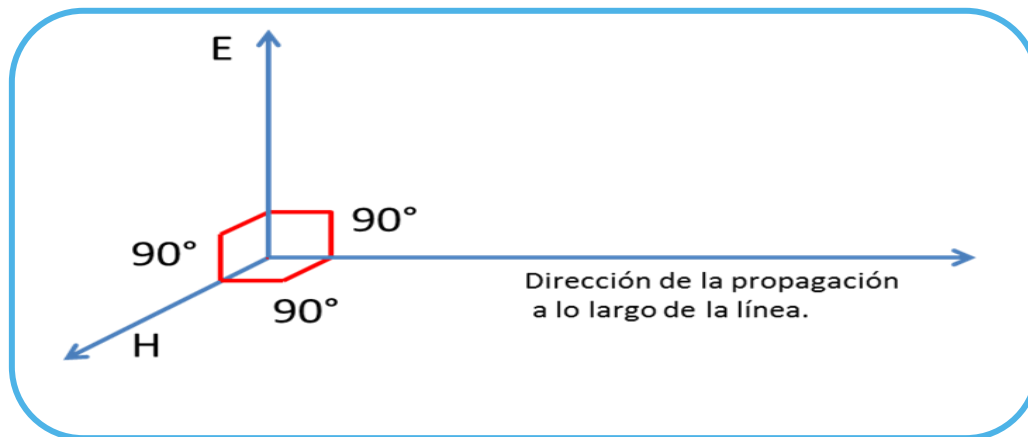 E
90°
90°
Dirección de la propagación
a lo largo de la línea.
90°
H